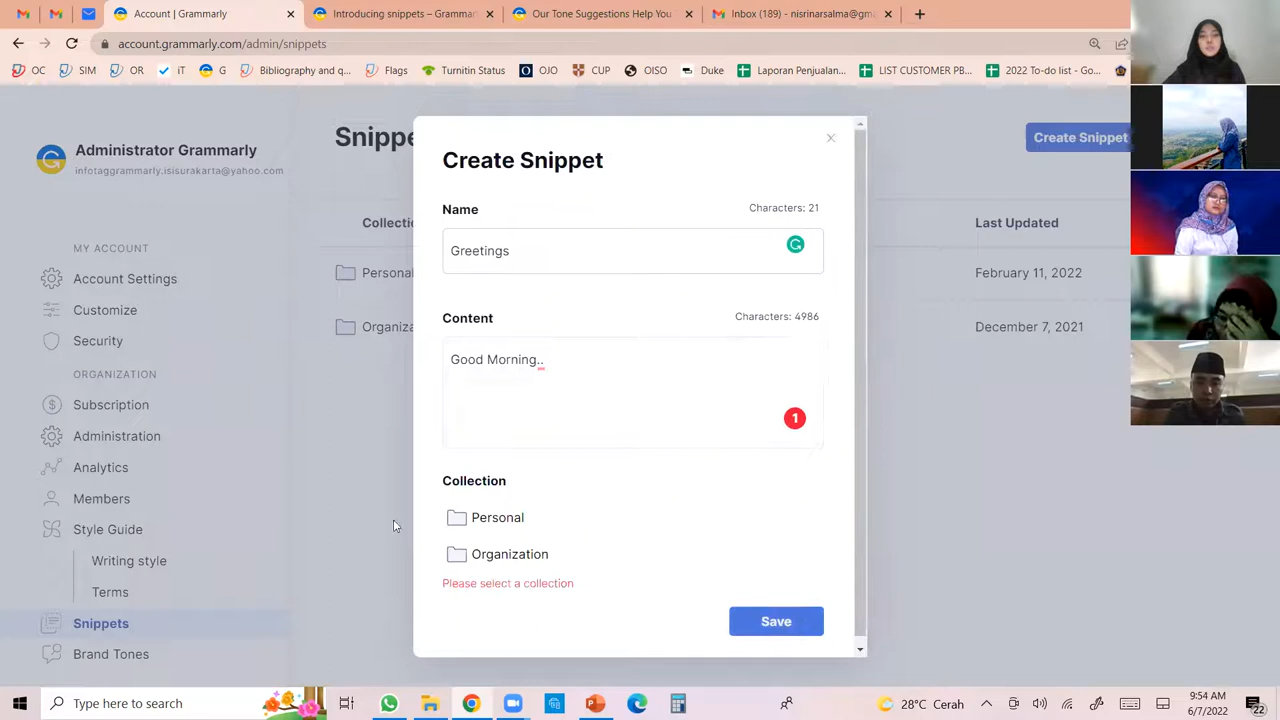 Account | Grammarly
Introducing snippets - Grammar
Our Tone Suggestions Help You
Inbox (189) - nisrinarsalma@gm
account.grammarly.com/admin/snippets
OC
SIM
OR
iT
G
Bibliography and q...
Flags
Turnitin Status
OJO
CUP
OISO
Duke
Laporan Penjualan...
LIST CUSTOMER PB...
2022 To-do list - Go...
Administrator Grammarly
infotaggrammarly.isisurakarta@yahoo.com
MY ACCOUNT
Account Settings
Customize
Security
ORGANIZATION
Subscription
Administration
Analytics
Members
Style Guide
Writing style
Terms
Snippets
Brand Tones
Snippe
Create Snippet
Collectio
Last Updated
Personal
February 11, 2022
Organiza
December 7, 2021
Create Snippet
Name
Characters: 21
Greetings
Content
Characters: 4986
Good Morning..
1
Collection
Personal
Organization
Please select a collection
Save
Type here to search
28°C
erah
9:54 AM
6/7/2022
22